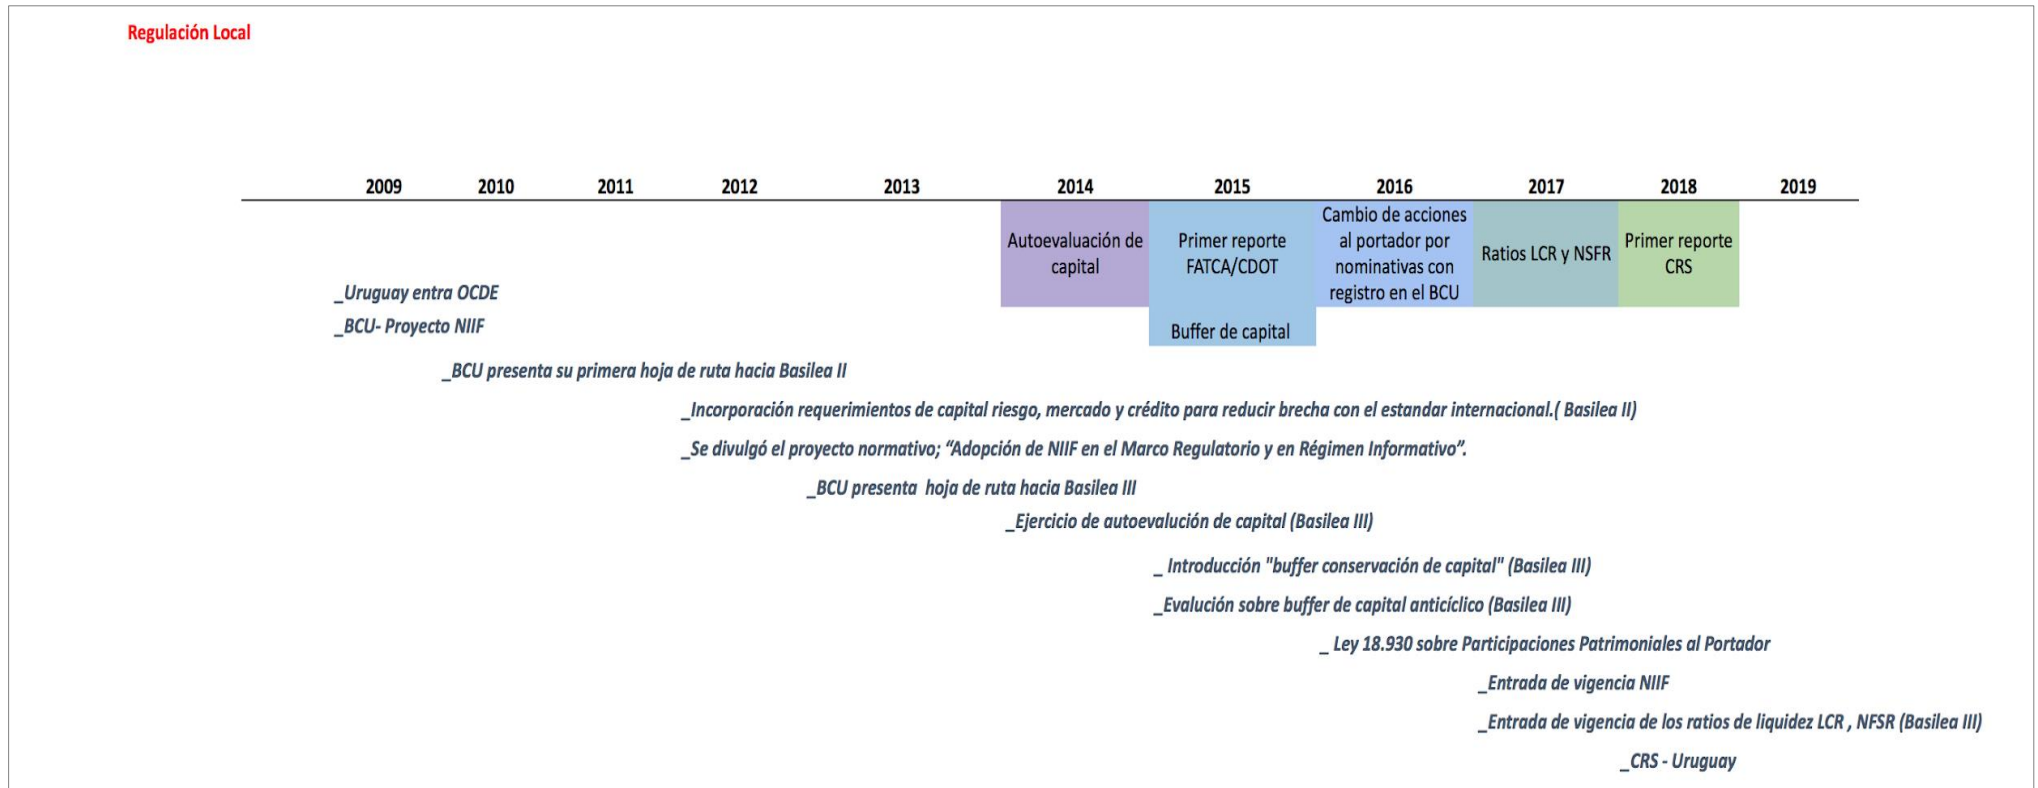 Regulación Local
2009 2010 2011 2012 2013 2014 2015 2016 2017 2018 2019
Autoevaluación de
capital
Primer reporte
FATCA/CDOT
Buffer de capital
Cambio de acciones
al portador por
nominativas con
registro en el BCU
Ratios LCR y NSFR
Primer reporte
CRS
_Uruguay entra OCDE
_BCU- Proyecto NIIF
_BCU presenta su primera hoja de ruta hacia Basilea II
_Incorporación requerimientos de capital riesgo, mercado y crédito para reducir brecha con el estandar internacional.( Basilea II)
_Se divulgó el proyecto normativo; “Adopción de NIIF en el Marco Regulatorio y en Régimen Informativo”.
_BCU presenta  hoja de ruta hacia Basilea III
_Ejercicio de autoevalución de capital (Basilea III)
_ Introducción "buffer conservación de capital" (Basilea III)
_Evalución sobre buffer de capital anticíclico (Basilea III)
_ Ley 18.930 sobre Participaciones Patrimoniales al Portador
_Entrada de vigencia NIIF
_Entrada de vigencia de los ratios de liquidez LCR , NFSR (Basilea III)
_CRS - Uruguay